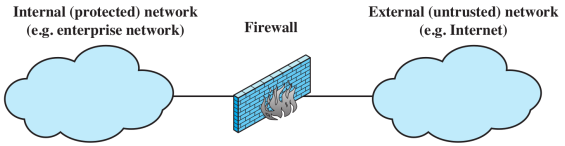 Internal (protected) network
(e.g. enterprise network)
Firewall
External (untrusted) network
(e.g. Internet)